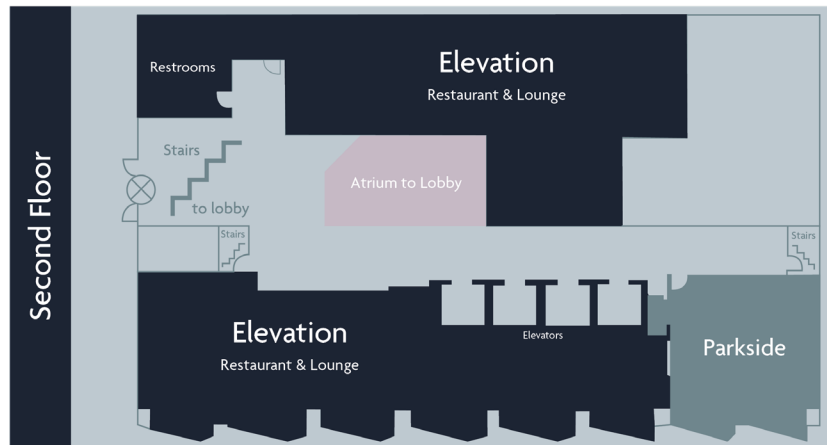 Second Floor
Restrooms
Elevation
Restaurant & Lounge
Stairs
to lobby
Atrium to Lobby
Stairs
Stairs
Elevation
Restaurant & Lounge
Elevators
Parkside